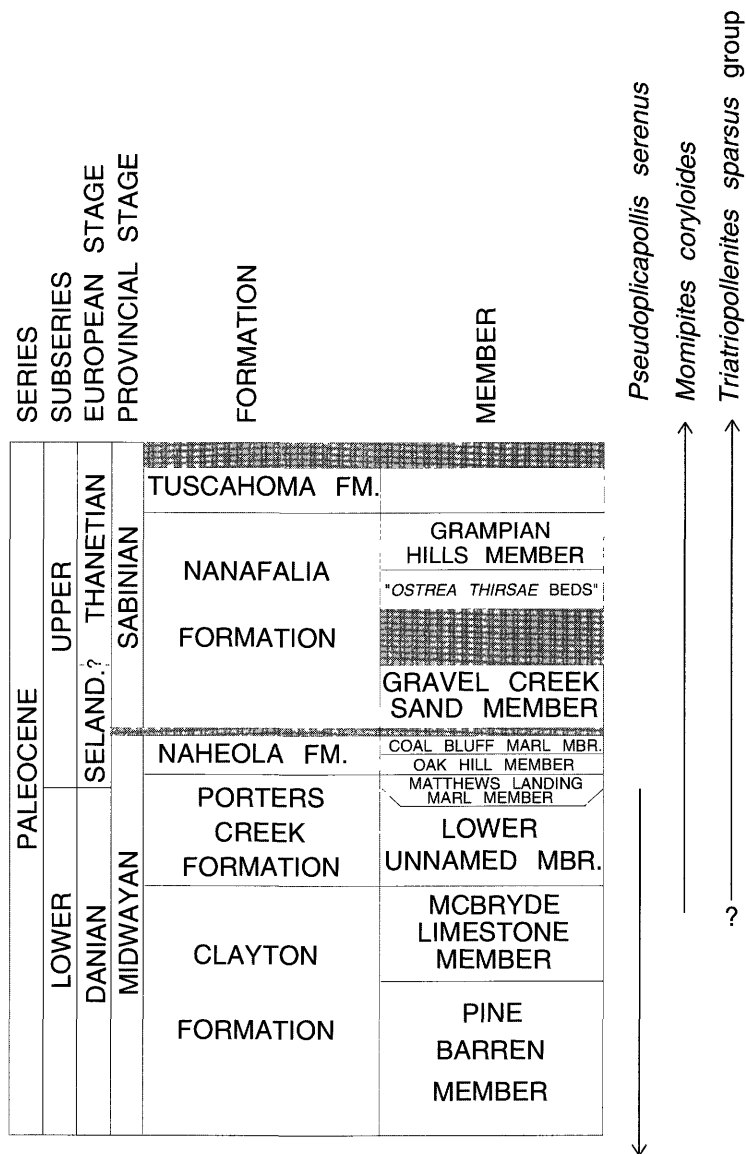 SERIES
SUBSERIES
EUROPEAN STAGE
PROVINCIAL STAGE
FORMATION
MEMBER
Pseudoplicapollis serenus
Momipites coryloides
Triatriopollenites sparsus group
PALEOCENE
UPPER
LOWER
THANETIAN
SELAND.?
DANIAN
SABINIAN
MIDWAYAN
TUSCAHOMA FM.
NANAFALIA
FORMATION
NAHEOLA FM.
PORTERS
CREEK
FORMATION
CLAYTON
FORMATION
GRAMPIAN
HILLS MEMBER
"OSTREA THIRSAE BEDS"
GRAVEL CREEK
SAND MEMBER
COAL BLUFF MARL MBR.
OAK HILL MEMBER
MATTHEWS LANDING
MARL MEMBER
LOWER
UNNAMED MBR.
MCBRYDE
LIMESTONE
MEMBER
PINE
BARREN
MEMBER
?